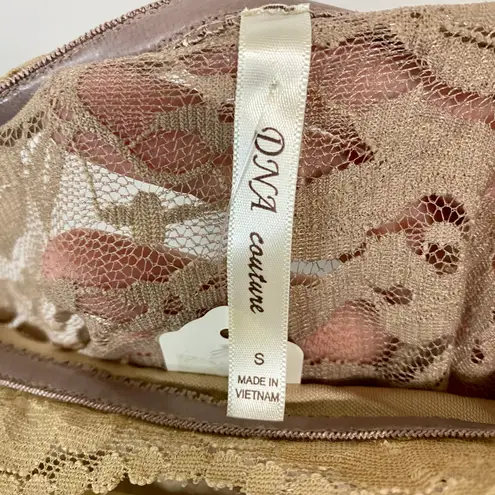 DNA couture
S
MADE IN
VIETNAM